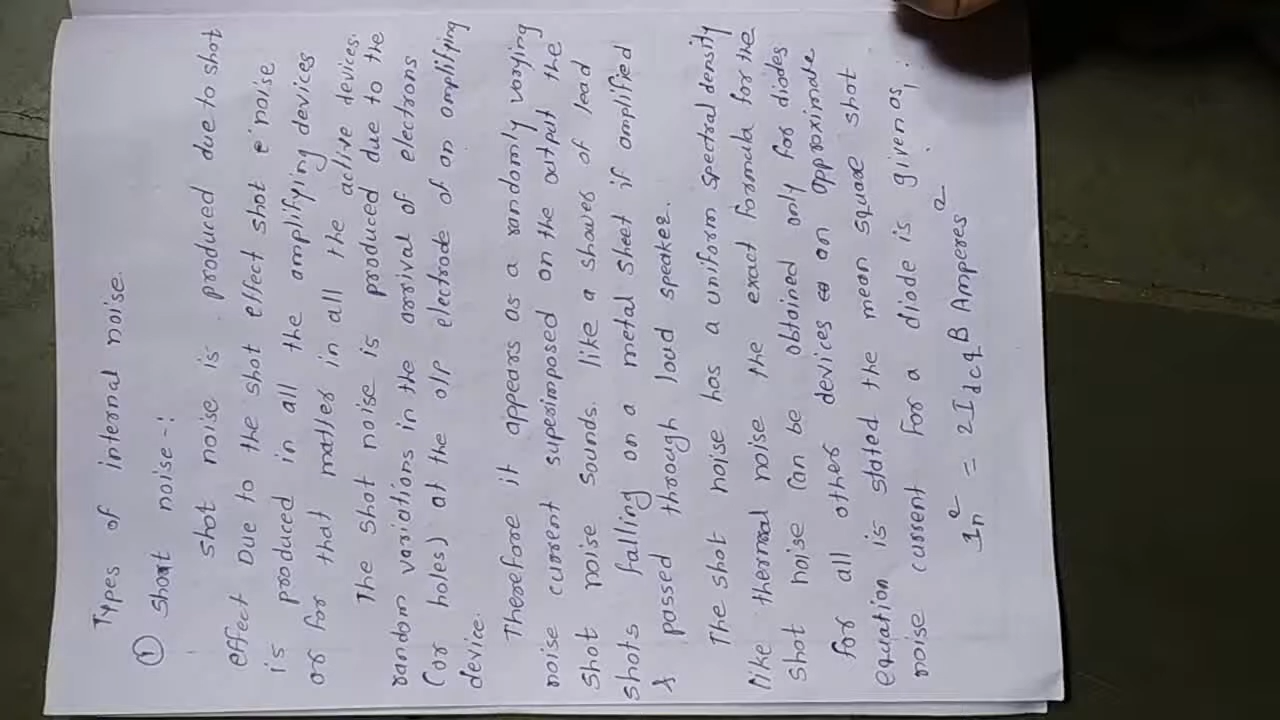 Types of internal noise.
① Shot noise -:
shot noise is produced due to shot
effect Due to the shot effect shot e noise
is produced in all the amplifying devices
or for that matter in all the active devices.
The shot noise is produced due to the
random variations in the arrival of electrons
(or holes) at the o/p electrode of an amplifying
device.
Therefore it appears as a randomly varying
noise current superimposed on the output the
shot noise sounds. like a shawes of lead
shots falling on a metal sheet if amplified
& passed through loud speaker.
The shot noise has a uniform spectral density
like thermal noise the exact formula for the
shot noise can be obtained only for diodes
for all other devices an approximate
equation is stated the mean square shot
noise current for a diode is given as :
In² = 2 Idc q B Amperes²